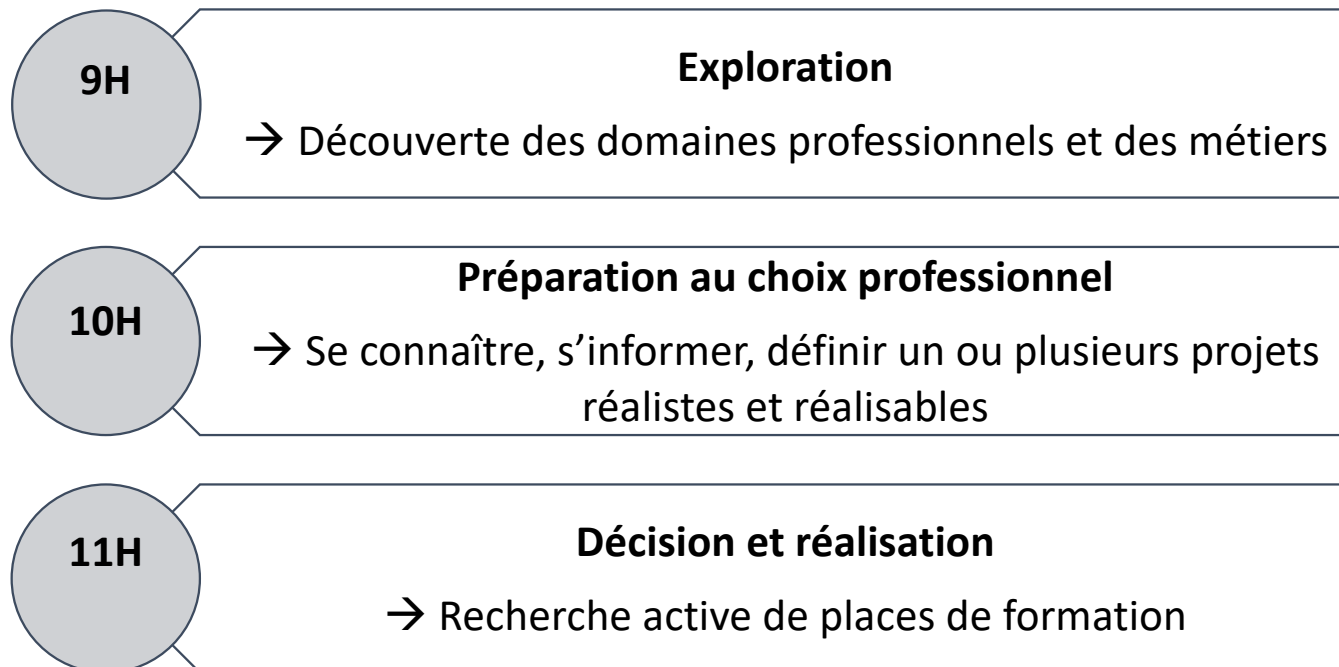 9H
Exploration
→ Découverte des domaines professionnels et des métiers
10H
Préparation au choix professionnel
→ Se connaître, s’informer, définir un ou plusieurs projets
réalistes et réalisables
11H
Décision et réalisation
→ Recherche active de places de formation